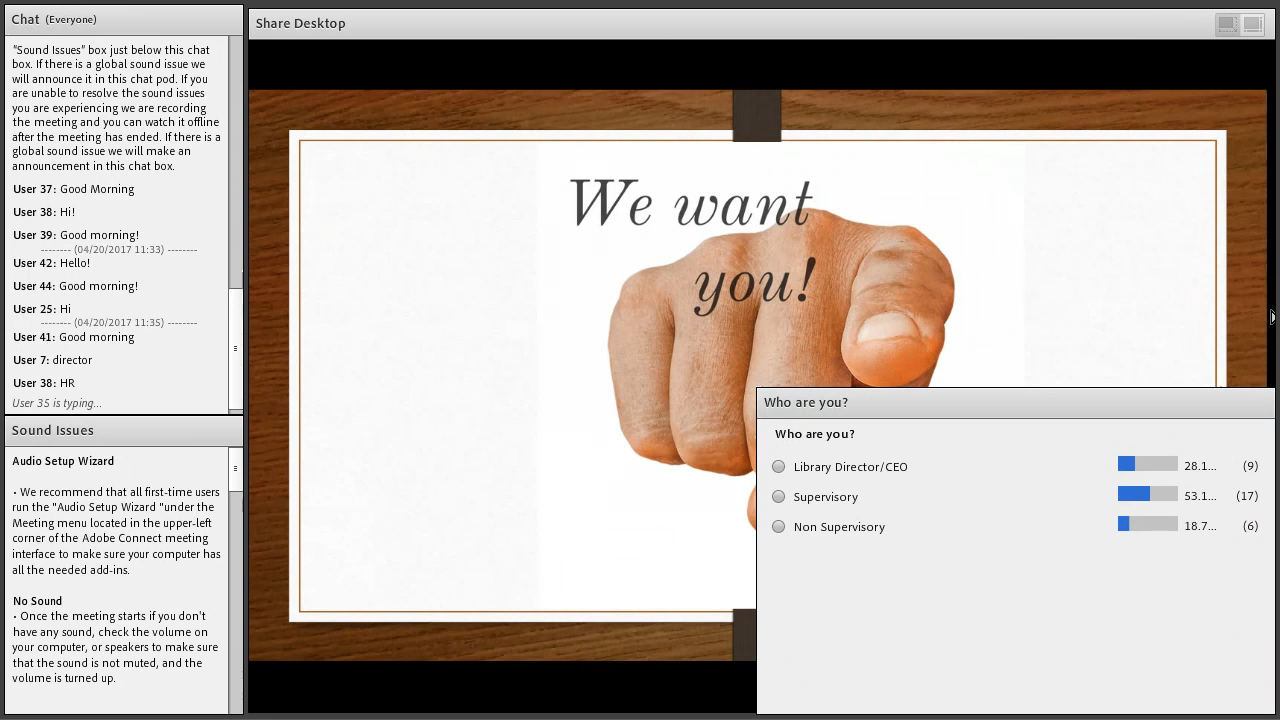 Chat (Everyone)
"Sound Issues" box just below this chat
box. If there is a global sound issue we
will announce it in this chat pod. If you
are unable to resolve the sound issues
you are experiencing we are recording
the meeting and you can watch it offline
after the meeting has ended. If there is a
global sound issue we will make an
announcement in this chat box.
User 37: Good Morning
User 38: Hi!
User 39: Good morning!
-------- (04/20/2017 11:33) --------
User 42: Hello!
User 44: Good morning!
User 25: Hi
-------- (04/20/2017 11:35) --------
User 41: Good morning
User 7: director
User 38: HR
User 35 is typing...
Sound Issues
Audio Setup Wizard
• We recommend that all first-time users
run the "Audio Setup Wizard "under the
Meeting menu located in the upper-left
corner of the Adobe Connect meeting
interface to make sure your computer has
all the needed add-ins.
No Sound
• Once the meeting starts if you don't
have any sound, check the volume on
your computer, or speakers to make sure
that the sound is not muted, and the
volume is turned up.
Share Desktop
We want
you!
Who are you?
Who are you?
Library Director/CEO 28.1... (9)
Supervisory 53.1... (17)
Non Supervisory 18.7... (6)